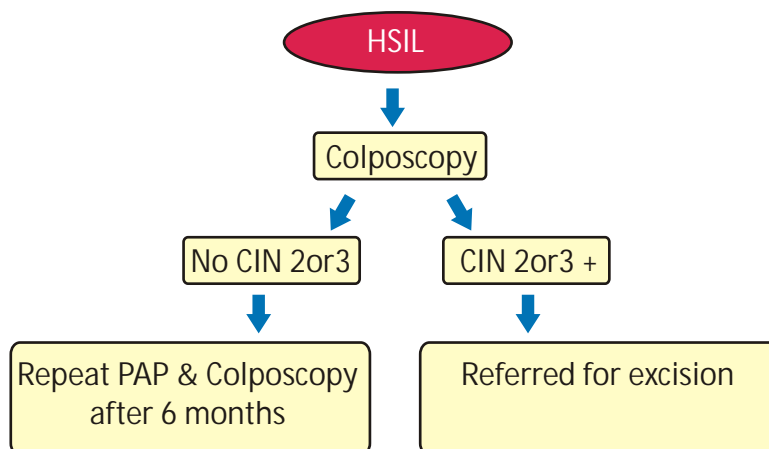 HSIL
Colposcopy
No CIN 2or3
CIN 2or3 +
Repeat PAP & Colposcopy
after 6 months
Referred for excision